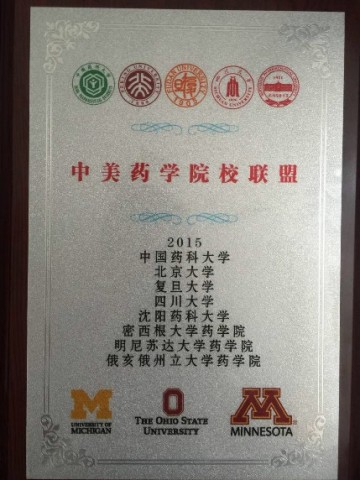 中美药学院校联盟
2015
中国药科大学
北京大学
复旦大学
四川大学
沈阳药科大学
密西根大学药学院
明尼苏达大学药学院
俄亥俄州立大学药学院
M
UNIVERSITY OF
MICHIGAN
O
THE OHIO STATE
UNIVERSITY
M
MINNESOTA